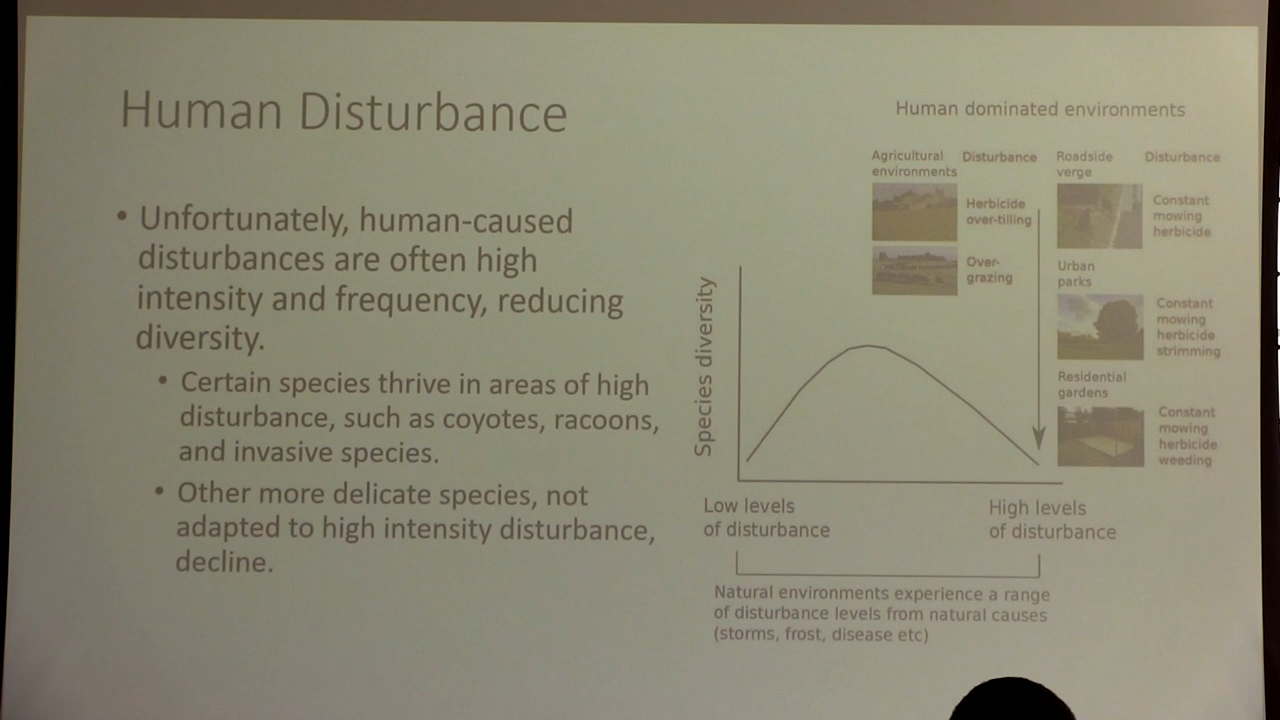 Human Disturbance
• Unfortunately, human-caused
disturbances are often high
intensity and frequency, reducing
diversity.
• Certain species thrive in areas of high
disturbance, such as coyotes, racoons,
and invasive species.
• Other more delicate species, not
adapted to high intensity disturbance,
decline.
Human dominated environments
Agricultural
environments
Disturbance
Herbicide
over-tilling
Over-
grazing
Roadside
verge
Disturbance
Constant
mowing
herbicide
Urban
parks
Constant
mowing
herbicide
strimming
Residential
gardens
Constant
mowing
herbicide
weeding
Species diversity
Low levels
of disturbance
High levels
of disturbance
Natural environments experience a range
of disturbance levels from natural causes
(storms, frost, disease etc)